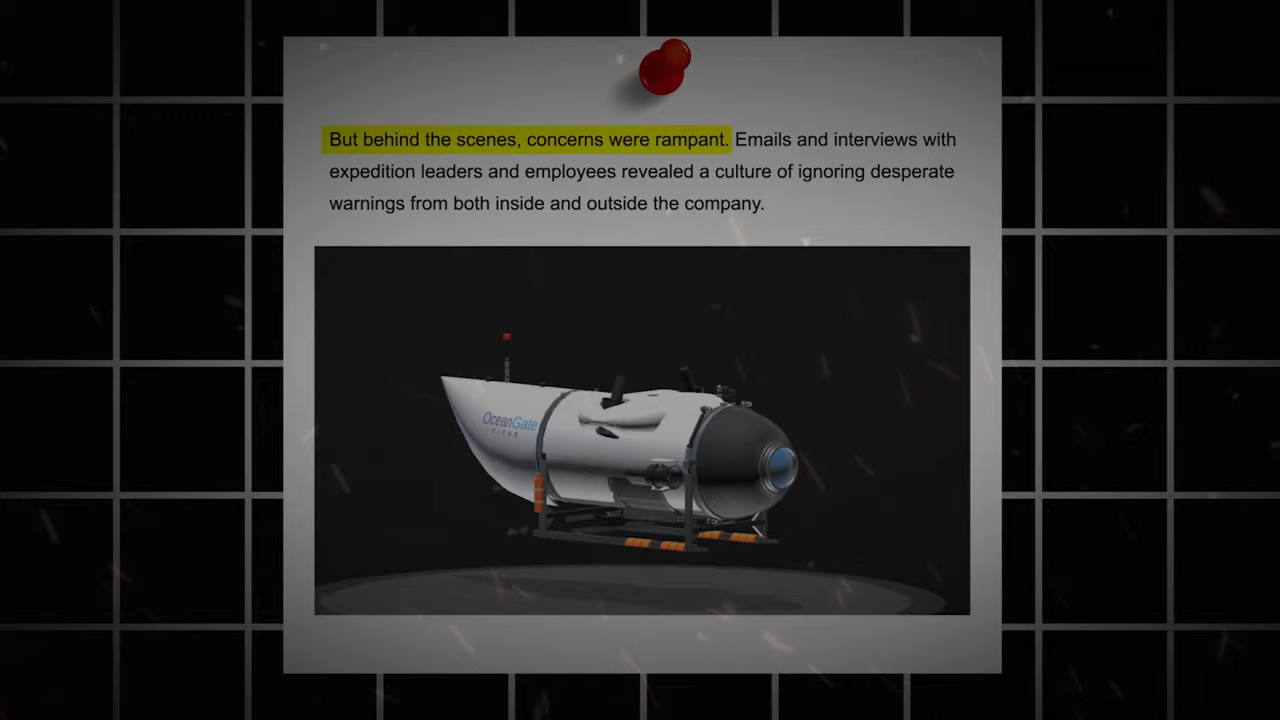 But behind the scenes, concerns were rampant. Emails and interviews with
expedition leaders and employees revealed a culture of ignoring desperate
warnings from both inside and outside the company.
OceanGate